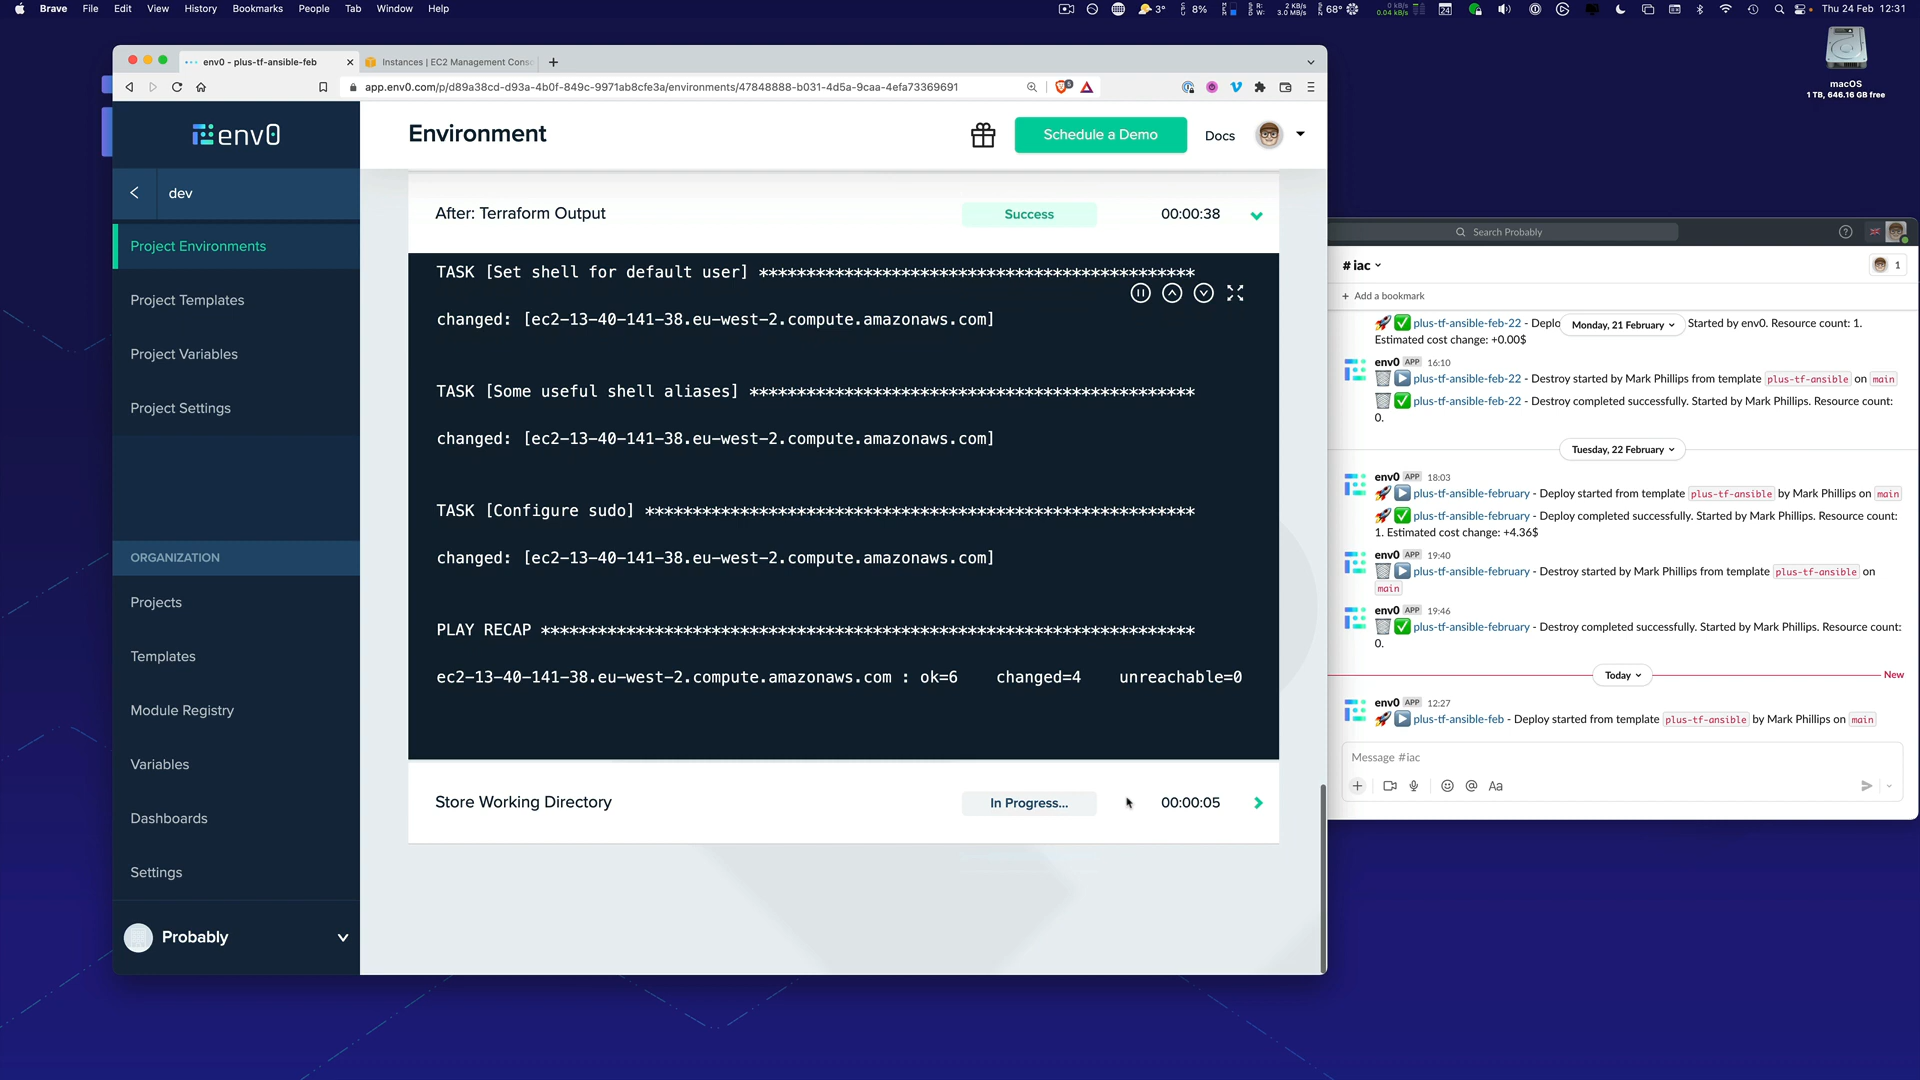 Brave File Edit View History Bookmarks People Tab Window Help
3° 8% 68° 24 Thu 24 Feb 12:31
macOS
1 TB, 646.16 GB free
env0 - plus-tf-ansible-feb
Instances | EC2 Management Cons
app.env0.com/p/d89a38cd-d93a-4b0f-849c-9971ab8cfe3a/environments/47848888-b031-4d5a-9caa-4efa73369691
env0
Environment
Schedule a Demo
Docs
dev
Project Environments
Project Templates
Project Variables
Project Settings
ORGANIZATION
Projects
Templates
Module Registry
Variables
Dashboards
Settings
Probably
After: Terraform Output Success 00:00:38
TASK [Set shell for default user] **********************************************
changed: [ec2-13-40-141-38.eu-west-2.compute.amazonaws.com]
TASK [Some useful shell aliases] ***********************************************
changed: [ec2-13-40-141-38.eu-west-2.compute.amazonaws.com]
TASK [Configure sudo] **********************************************************
changed: [ec2-13-40-141-38.eu-west-2.compute.amazonaws.com]
PLAY RECAP *********************************************************************
ec2-13-40-141-38.eu-west-2.compute.amazonaws.com : ok=6 changed=4 unreachable=0
Store Working Directory In Progress... 00:00:05
Search Probably
# iac
1
+ Add a bookmark
plus-tf-ansible-feb-22 - Deplo Monday, 21 February Started by env0. Resource count: 1.
Estimated cost change: +0.00$
env0 APP 16:10
plus-tf-ansible-feb-22 - Destroy started by Mark Phillips from template plus-tf-ansible on main
plus-tf-ansible-feb-22 - Destroy completed successfully. Started by Mark Phillips. Resource count:
0.
Tuesday, 22 February
env0 APP 18:03
plus-tf-ansible-february - Deploy started from template plus-tf-ansible by Mark Phillips on main
plus-tf-ansible-february - Deploy completed successfully. Started by Mark Phillips. Resource count:
1. Estimated cost change: +4.36$
env0 APP 19:40
plus-tf-ansible-february - Destroy started by Mark Phillips from template plus-tf-ansible on
main
env0 APP 19:46
plus-tf-ansible-february - Destroy completed successfully. Started by Mark Phillips. Resource count:
0.
Today
New
env0 APP 12:27
plus-tf-ansible-feb - Deploy started from template plus-tf-ansible by Mark Phillips on main
Message #iac
Aa